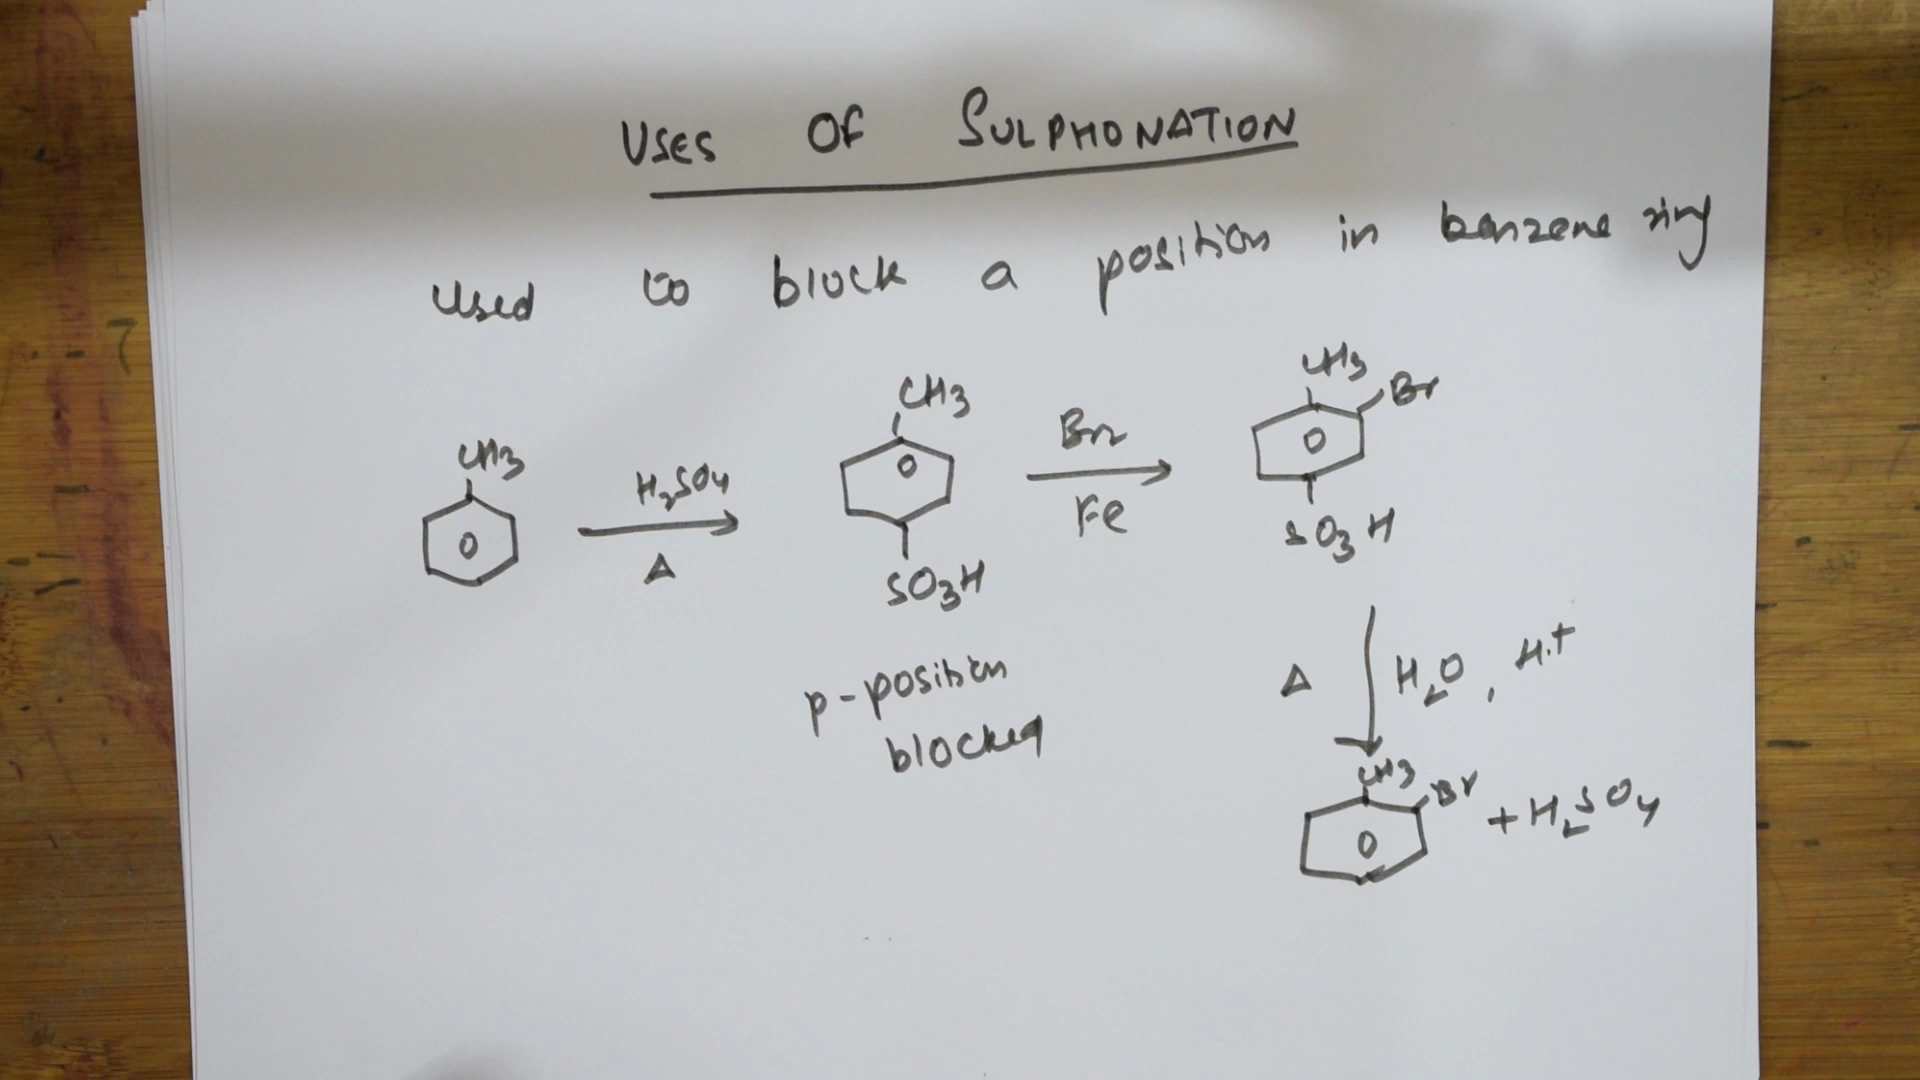 USES OF SULPHONATION
Used to block a position in benzene ring
CH3
H2SO4
Δ
CH3
SO3H
Br2
Fe
CH3
Br
SO3H
p-position
blocked
Δ
H2O, H+
CH3
Br
+ H2SO4